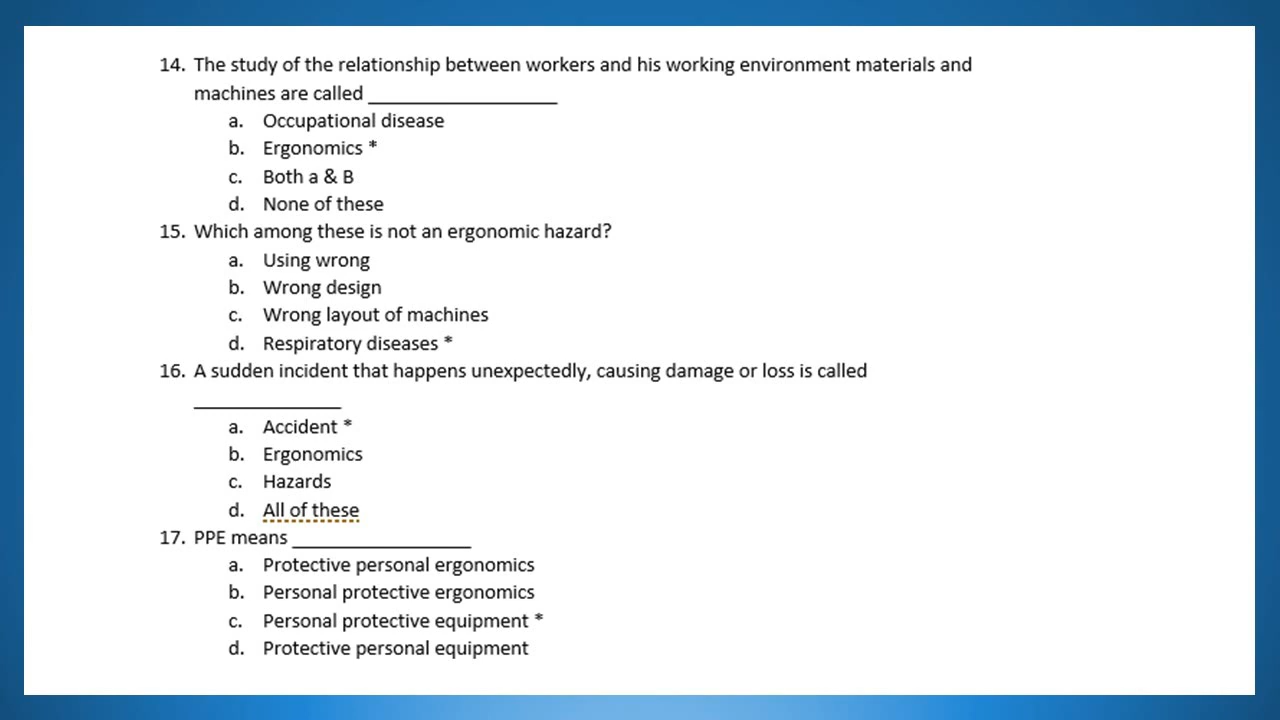 14. The study of the relationship between workers and his working environment materials and
machines are called ___________________
a. Occupational disease
b. Ergonomics *
c. Both a & B
d. None of these
15. Which among these is not an ergonomic hazard?
a. Using wrong
b. Wrong design
c. Wrong layout of machines
d. Respiratory diseases *
16. A sudden incident that happens unexpectedly, causing damage or loss is called
_______________
a. Accident *
b. Ergonomics
c. Hazards
d. All of these
17. PPE means __________________
a. Protective personal ergonomics
b. Personal protective ergonomics
c. Personal protective equipment *
d. Protective personal equipment